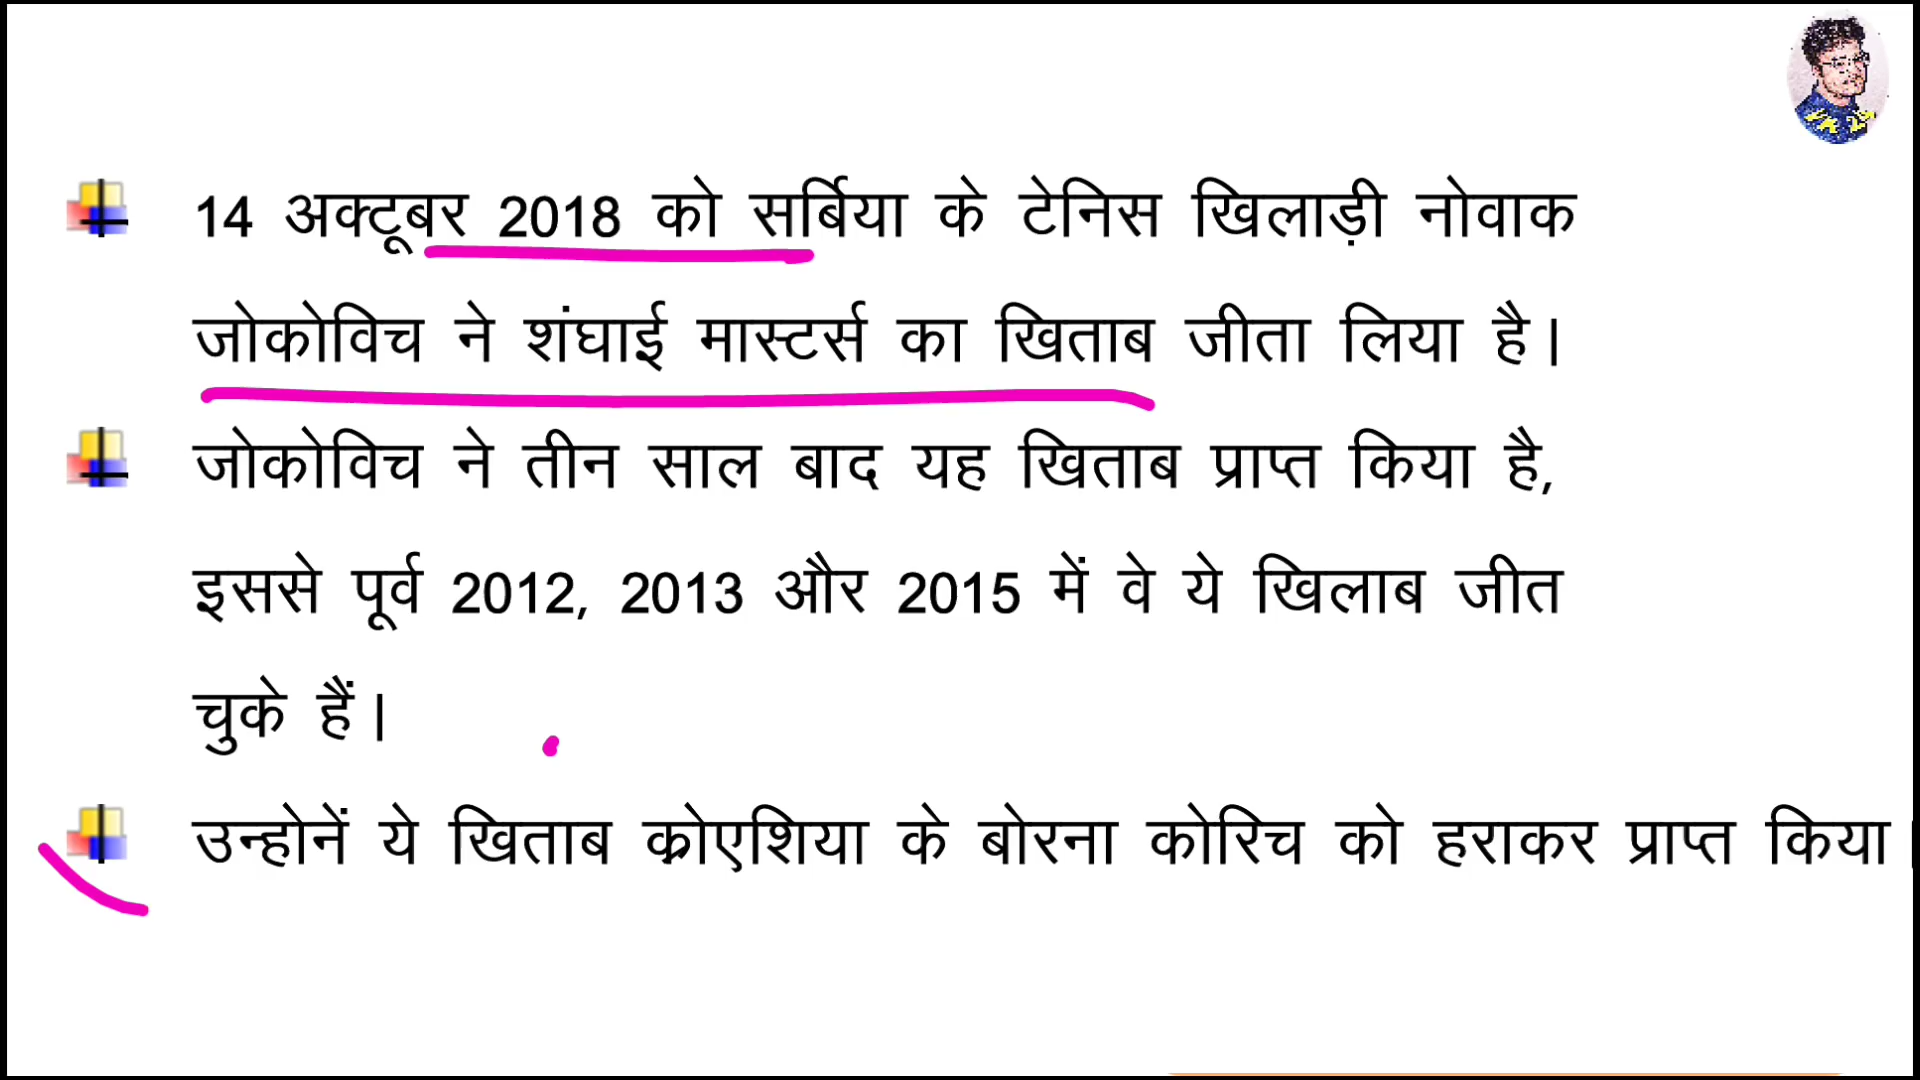 14 अक्टूबर 2018 को सर्बिया के टेनिस खिलाड़ी नोवाक
जोकोविच ने शंघाई मास्टर्स का खिताब जीता लिया है।
जोकोविच ने तीन साल बाद यह खिताब प्राप्त किया है,
इससे पूर्व 2012, 2013 और 2015 में वे ये खिलाब जीत
चुके हैं।
उन्होनें ये खिताब क्रोएशिया के बोरना कोरिच को हराकर प्राप्त किया